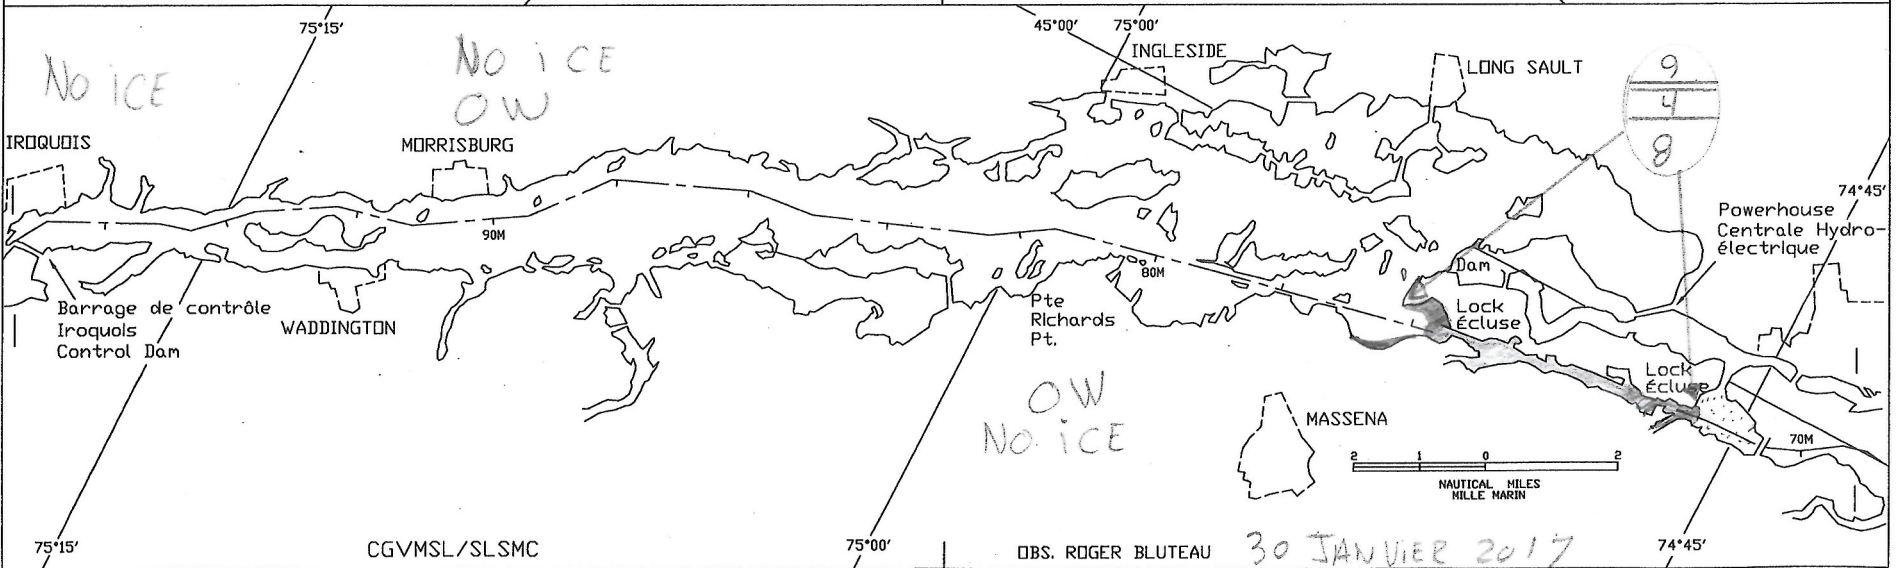 75°15'
45°00'
75°00'
NO ICE
NO ICE
OW
INGLESIDE
LONG SAULT
9
4
8
IROQUOIS
MORRISBURG
74°45'
Powerhouse
Centrale Hydro-
électrique
90M
80M
Dam
Barrage de contrôle
Iroquois
Control Dam
WADDINGTON
Pte
Richards
Pt.
Lock
Écluse
Lock
Écluse
OW
NO ICE
MASSENA
70M
2 1 0 2
NAUTICAL MILES
MILLE MARIN
75°15'
CGVMSL/SLSMC
75°00'
OBS. ROGER BLUTEAU 30 JANVIER 2017
74°45'